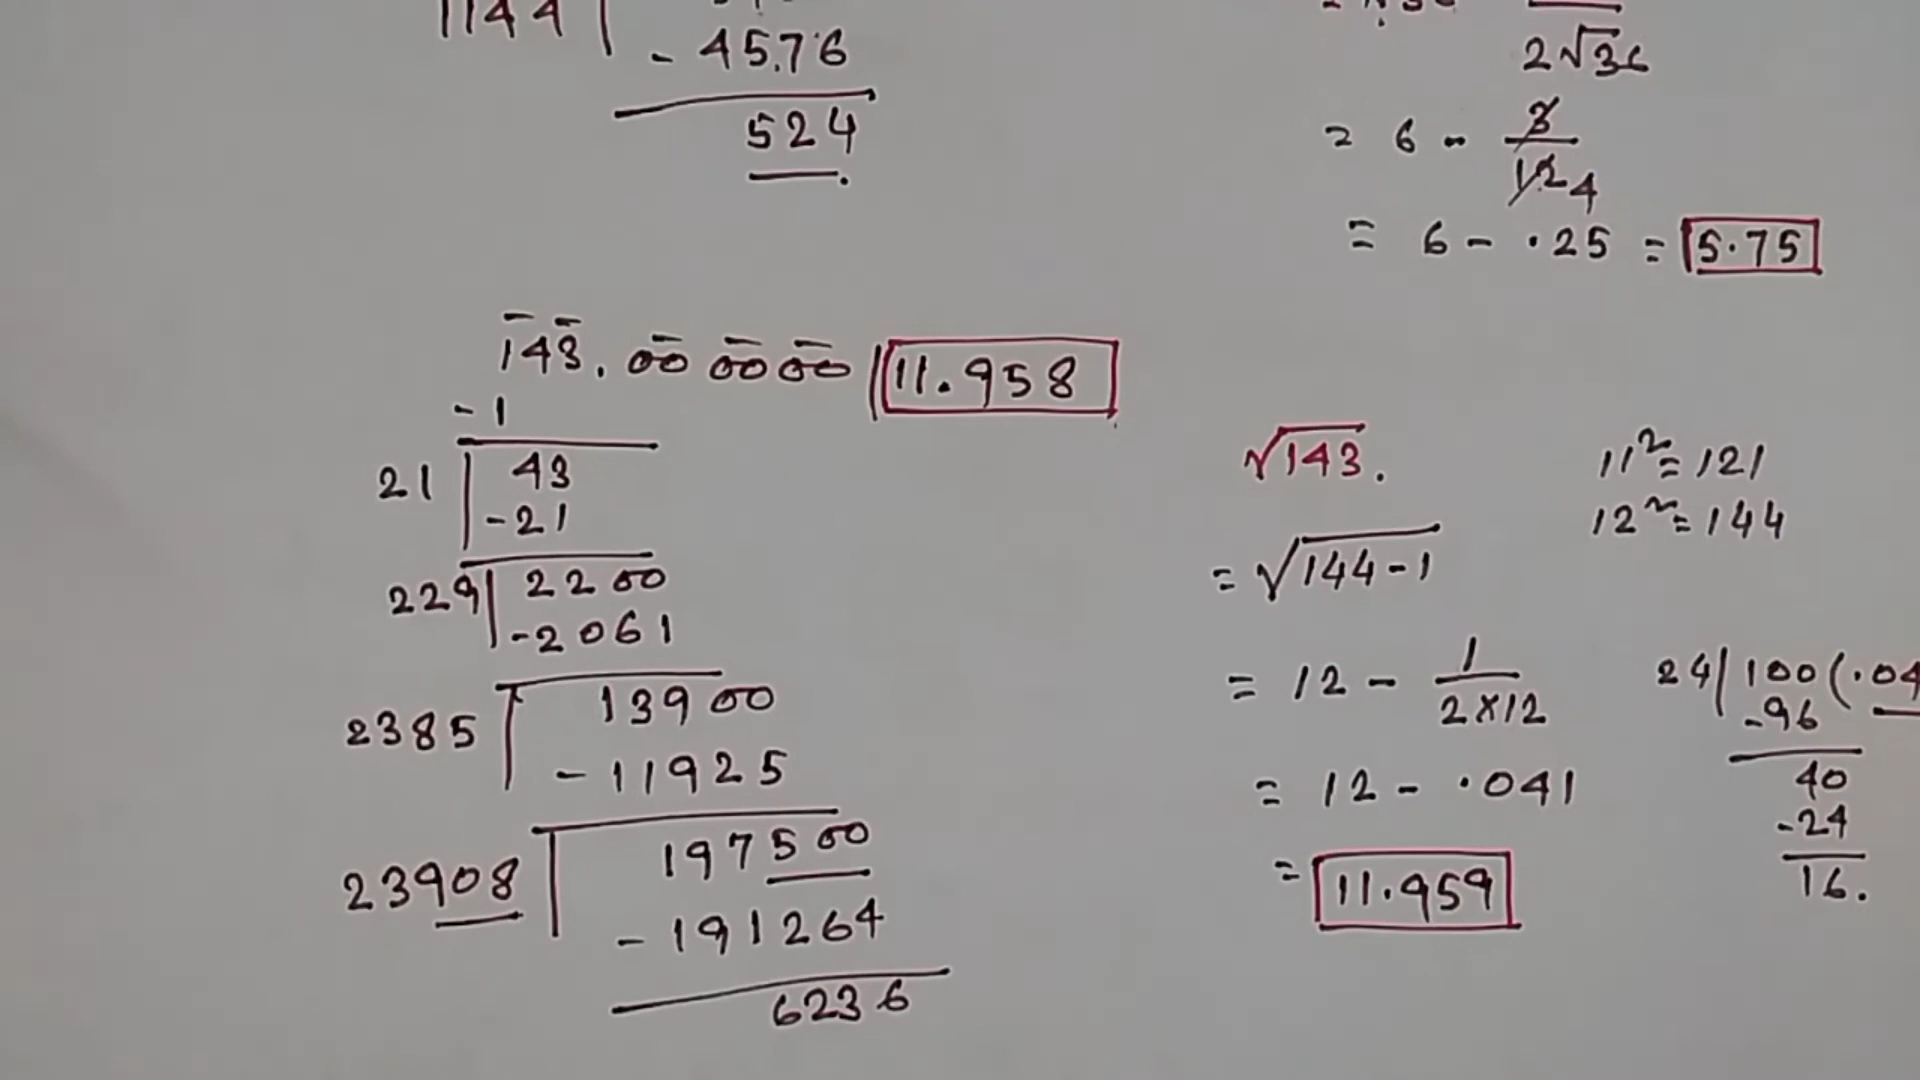 1144
- 45.76
524.
2√36
= 6 - 3/12 4
= 6 - .25 = 5.75
143.00 00 00 11.958
- 1
21 43
-21
229 2200
-2061
2385 13900
- 11925
23908 197500
- 191264
6236
√143.
11² = 121
12² = 144
= √144-1
= 12 - 1/2×12
= 12 - .041
= 11.959
24 100 (.04
-96
40
-24
16.